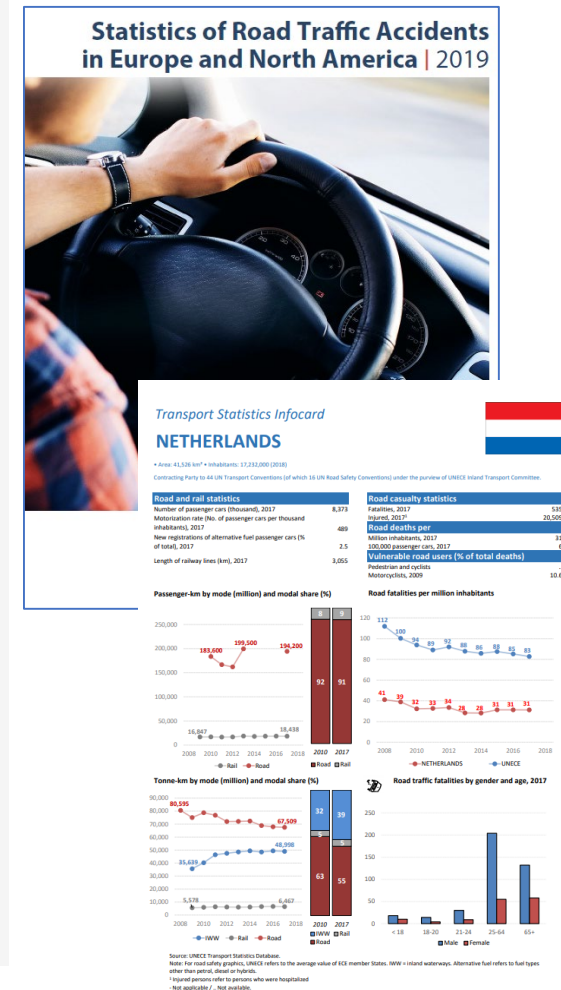 Statistics of Road Traffic Accidents
in Europe and North America | 2019
Transport Statistics Infocard
NETHERLANDS
• Area: 41,526 km² • Inhabitants: 17,232,000 (2018)
Contracting Party to 44 UN Transport Conventions (of which 16 UN Road Safety Conventions) under the purview of UNECE Inland Transport Committee.
Road and rail statistics
Number of passenger cars (thousand), 2017 8,373
Motorization rate (No. of passenger cars per thousand
inhabitants), 2017 489
New registrations of alternative fuel passenger cars (%
of total), 2017 2.5
Length of railway lines (km), 2017 3,055
Road casualty statistics
Fatalities, 2017 535
Injured, 2017¹ 20,509
Road deaths per
Million inhabitants, 2017 31
100,000 passenger cars, 2017
Vulnerable road users (% of total deaths)
Pedestrian and cyclists
Motorcyclists, 2009 10.6
Passenger-km by mode (million) and modal share (%)
250,000
200,000
150,000
100,000
50,000
0
183,600
199,500
194,200
16,847
18,438
2008 2010 2012 2014 2016 2018
Rail Road
8 9
92 91
2010 2017
Road Rail
Road fatalities per million inhabitants
120
100
80
60
40
20
0
112 100 94 89 92 88 86 88 85 83
41 39 32 33 34 28 28 31 31 31
2008 2010 2012 2014 2016 2018
NETHERLANDS UNECE
Tonne-km by mode (million) and modal share (%)
90,000
80,000
70,000
60,000
50,000
40,000
30,000
20,000
10,000
0
80,595
67,509
35,639
48,998
5,578
6,467
2008 2010 2012 2014 2016 2018
IWW Rail Road
32 39
5 5
63 55
2010 2017
IWW Rail
Road
Road traffic fatalities by gender and age, 2017
250
200
150
100
50
0
< 18 18-20 21-24 25-64 65+
Male Female
Source: UNECE Transport Statistics Database.
Note: For road safety graphics, UNECE refers to the average value of ECE member States. IWW = inland waterways. Alternative fuel refers to fuel types
other than petrol, diesel or hybrids.
¹ Injured persons refer to persons who were hospitalized
- Not applicable / .. Not available.